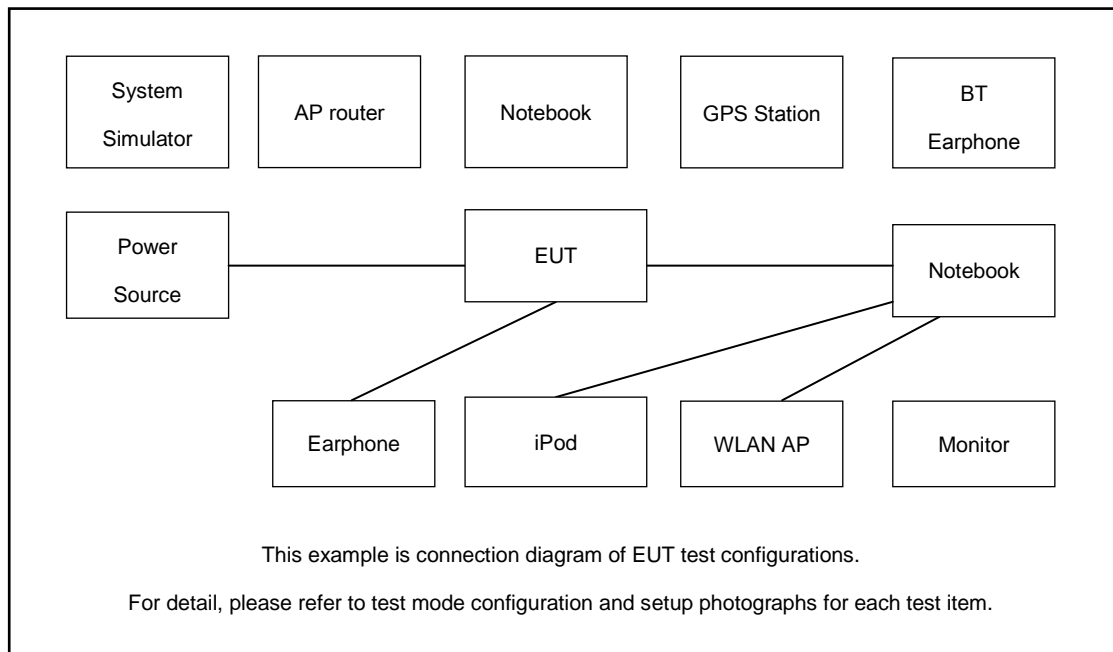 System
Simulator
AP router
Notebook
GPS Station
BT
Earphone
Power
Source
EUT
Notebook
Earphone
iPod
WLAN AP
Monitor
This example is connection diagram of EUT test configurations.
For detail, please refer to test mode configuration and setup photographs for each test item.